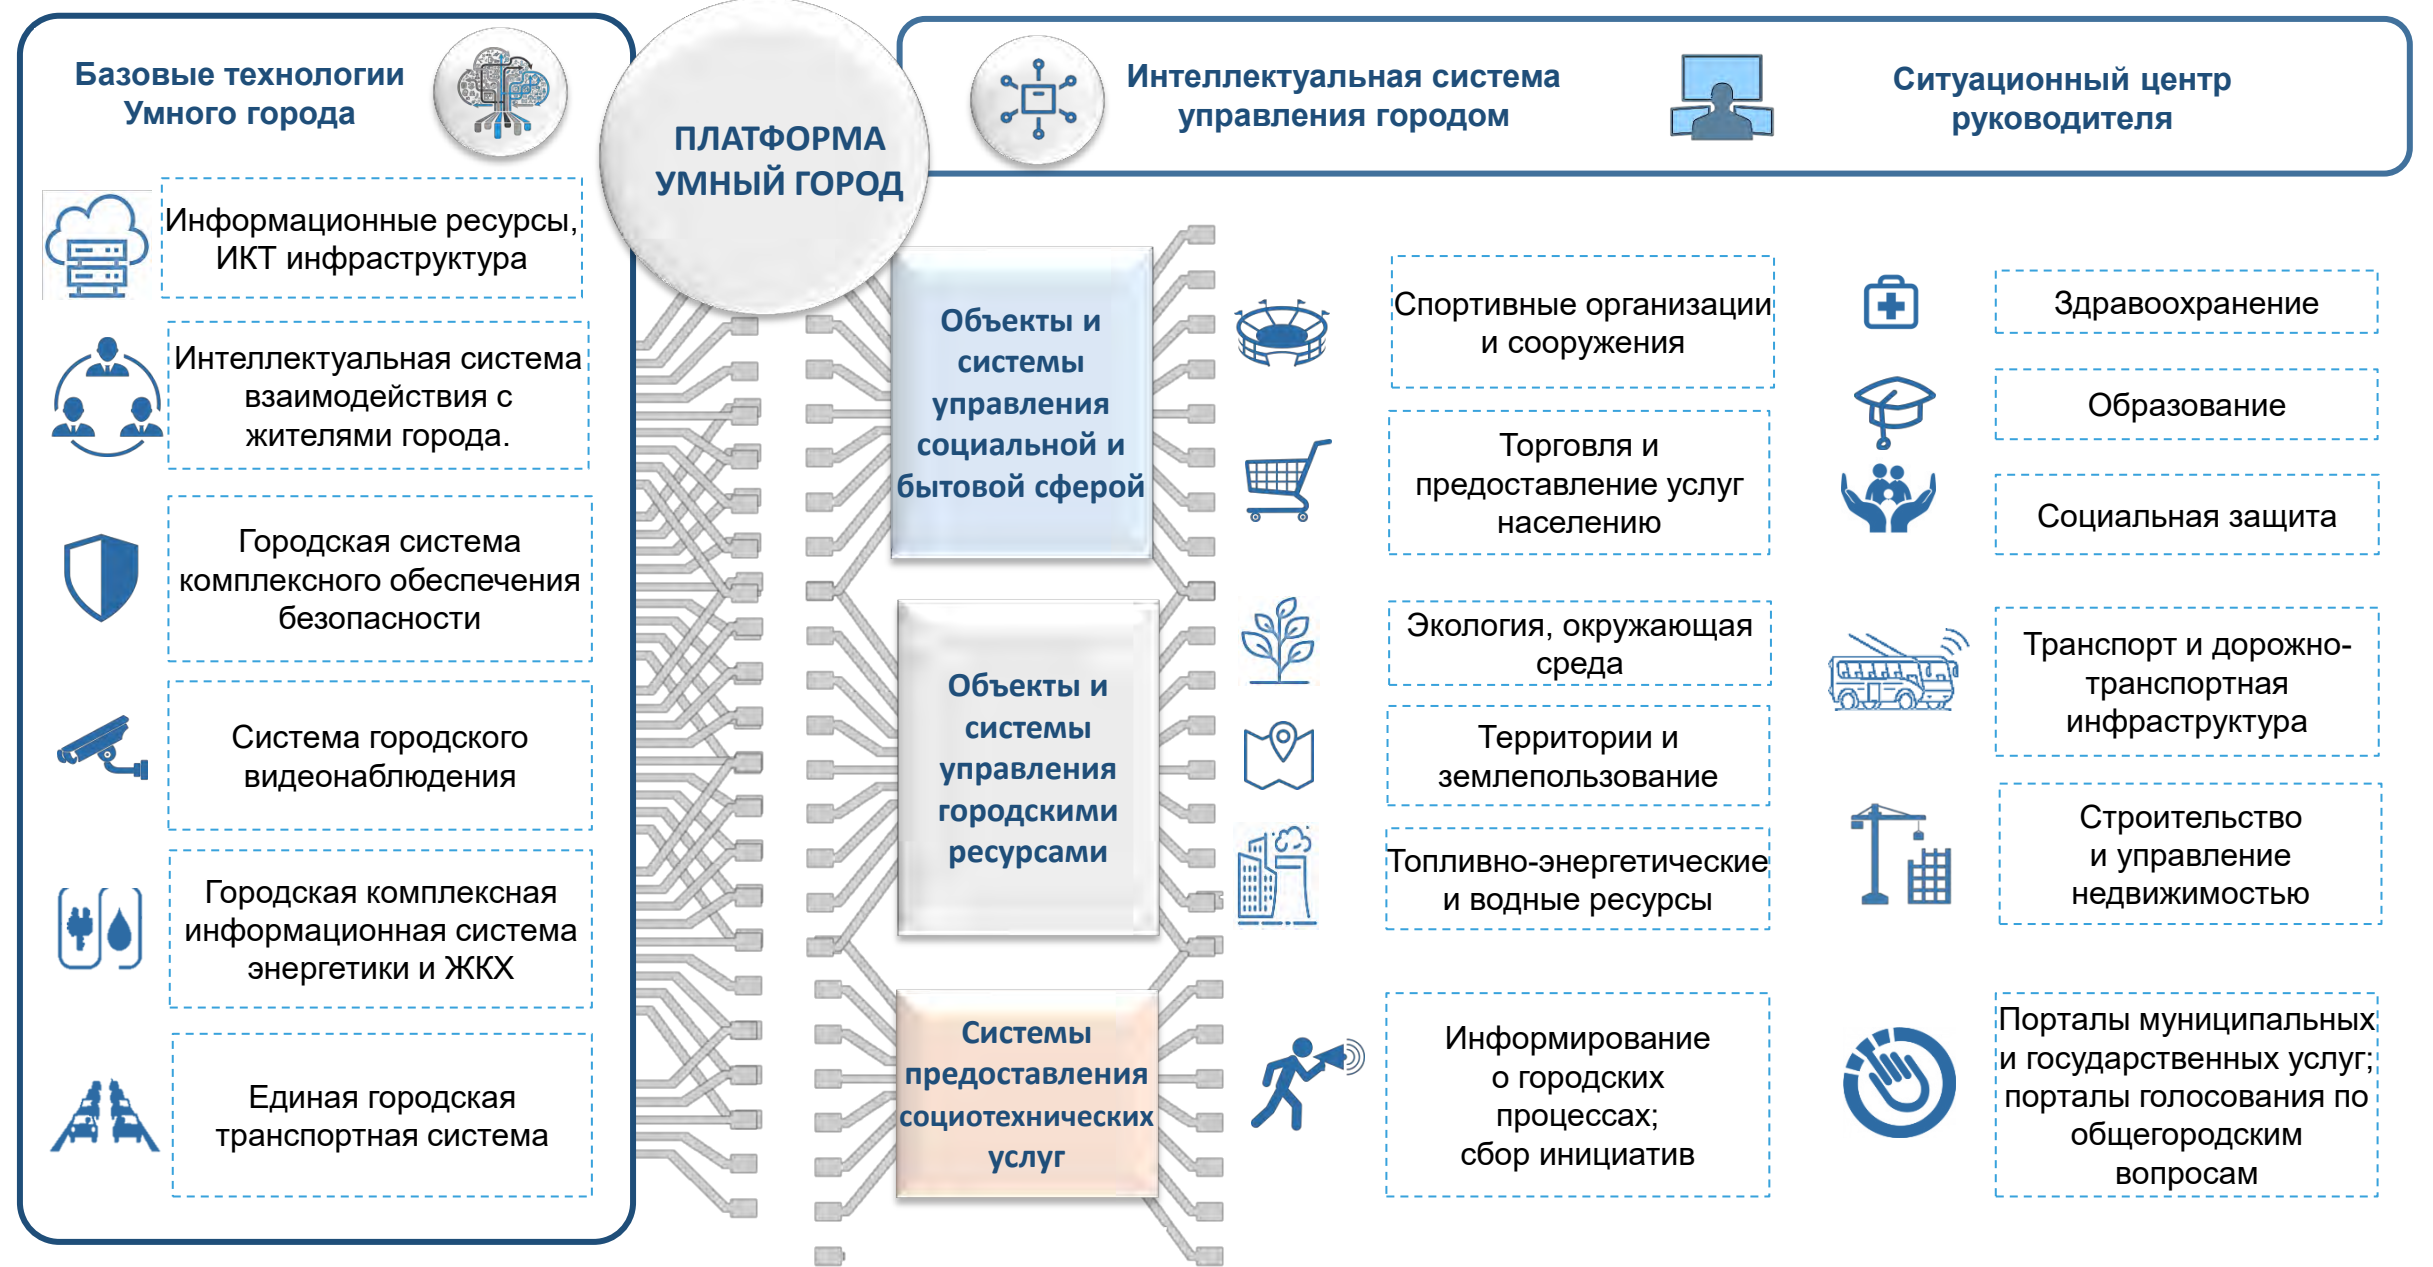 Базовые технологии
Умного города
ПЛАТФОРМА
УМНЫЙ ГОРОД
Интеллектуальная система
управления городом
Ситуационный центр
руководителя
Информационные ресурсы,
ИКТ инфраструктура
Интеллектуальная система
взаимодействия с
жителями города.
Городская система
комплексного обеспечения
безопасности
Система городского
видеонаблюдения
Городская комплексная
информационная система
энергетики и ЖКХ
Единая городская
транспортная система
Объекты и
системы
управления
социальной и
бытовой сферой
Спортивные организации
и сооружения
Торговля и
предоставление услуг
населению
Здравоохранение
Образование
Социальная защита
Объекты и
системы
управления
городскими
ресурсами
Экология, окружающая
среда
Территории и
землепользование
Топливно-энергетические
и водные ресурсы
Транспорт и дорожно-
транспортная
инфраструктура
Строительство
и управление
недвижимостью
Системы
предоставления
социотехнических
услуг
Информирование
о городских
процессах;
сбор инициатив
Порталы муниципальных
и государственных услуг;
порталы голосования по
общегородским
вопросам